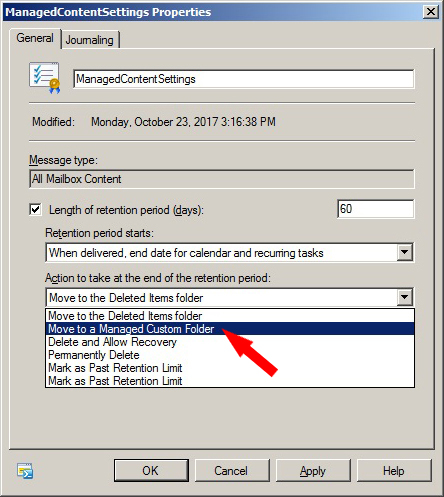 ManagedContentSettings Properties
General
Journaling
ManagedContentSettings
Modified: Monday, October 23, 2017 3:16:38 PM
Message type:
All Mailbox Content
Length of retention period (days): 60
Retention period starts:
When delivered, end date for calendar and recurring tasks
Action to take at the end of the retention period:
Move to the Deleted Items folder
Move to the Deleted Items folder
Move to a Managed Custom Folder
Delete and Allow Recovery
Permanently Delete
Mark as Past Retention Limit
Mark as Past Retention Limit
OK Cancel Apply Help